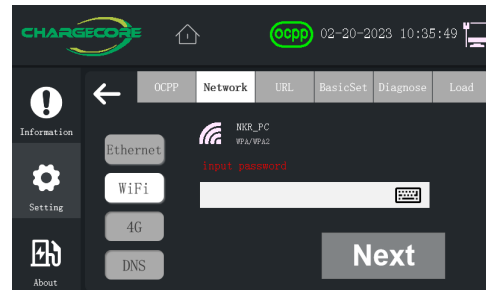 CHARGECORE
ocpp 02-20-2023 10:35:49
OCPP Network URL BasicSet Diagnose Load
Information
Setting
About
Ethernet
WiFi
4G
DNS
NKR_PC
WPA/WPA2
input password
Next